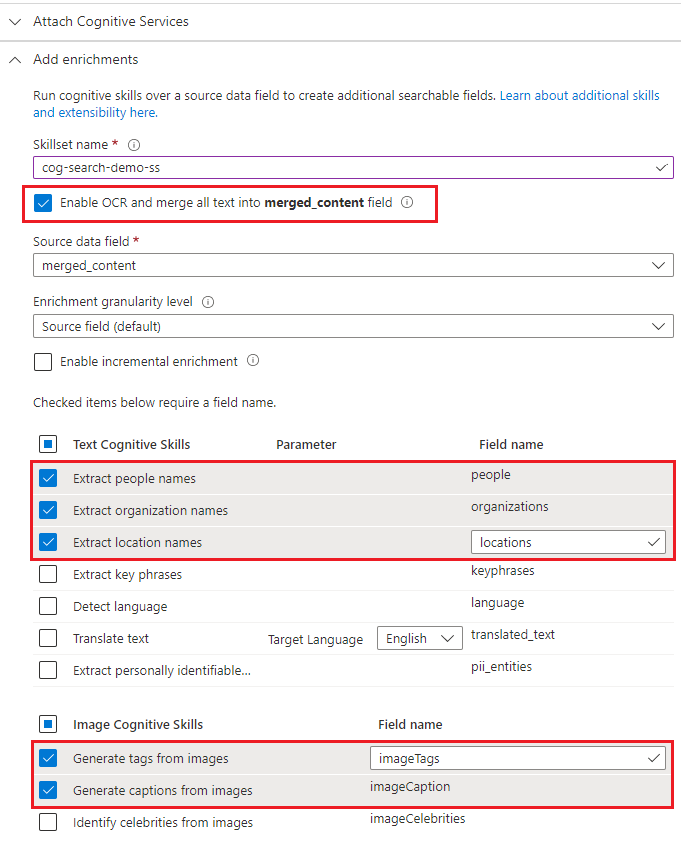 Attach Cognitive Services
Add enrichments
Run cognitive skills over a source data field to create additional searchable fields. Learn about additional skills
and extensibility here.
Skillset name *
cog-search-demo-ss
Enable OCR and merge all text into merged_content field
Source data field *
merged_content
Enrichment granularity level
Source field (default)
Enable incremental enrichment
Checked items below require a field name.
Text Cognitive Skills Parameter Field name
Extract people names people
Extract organization names organizations
Extract location names locations
Extract key phrases keyphrases
Detect language language
Translate text Target Language English translated_text
Extract personally identifiable... pii_entities
Image Cognitive Skills Field name
Generate tags from images imageTags
Generate captions from images imageCaption
Identify celebrities from images imageCelebrities